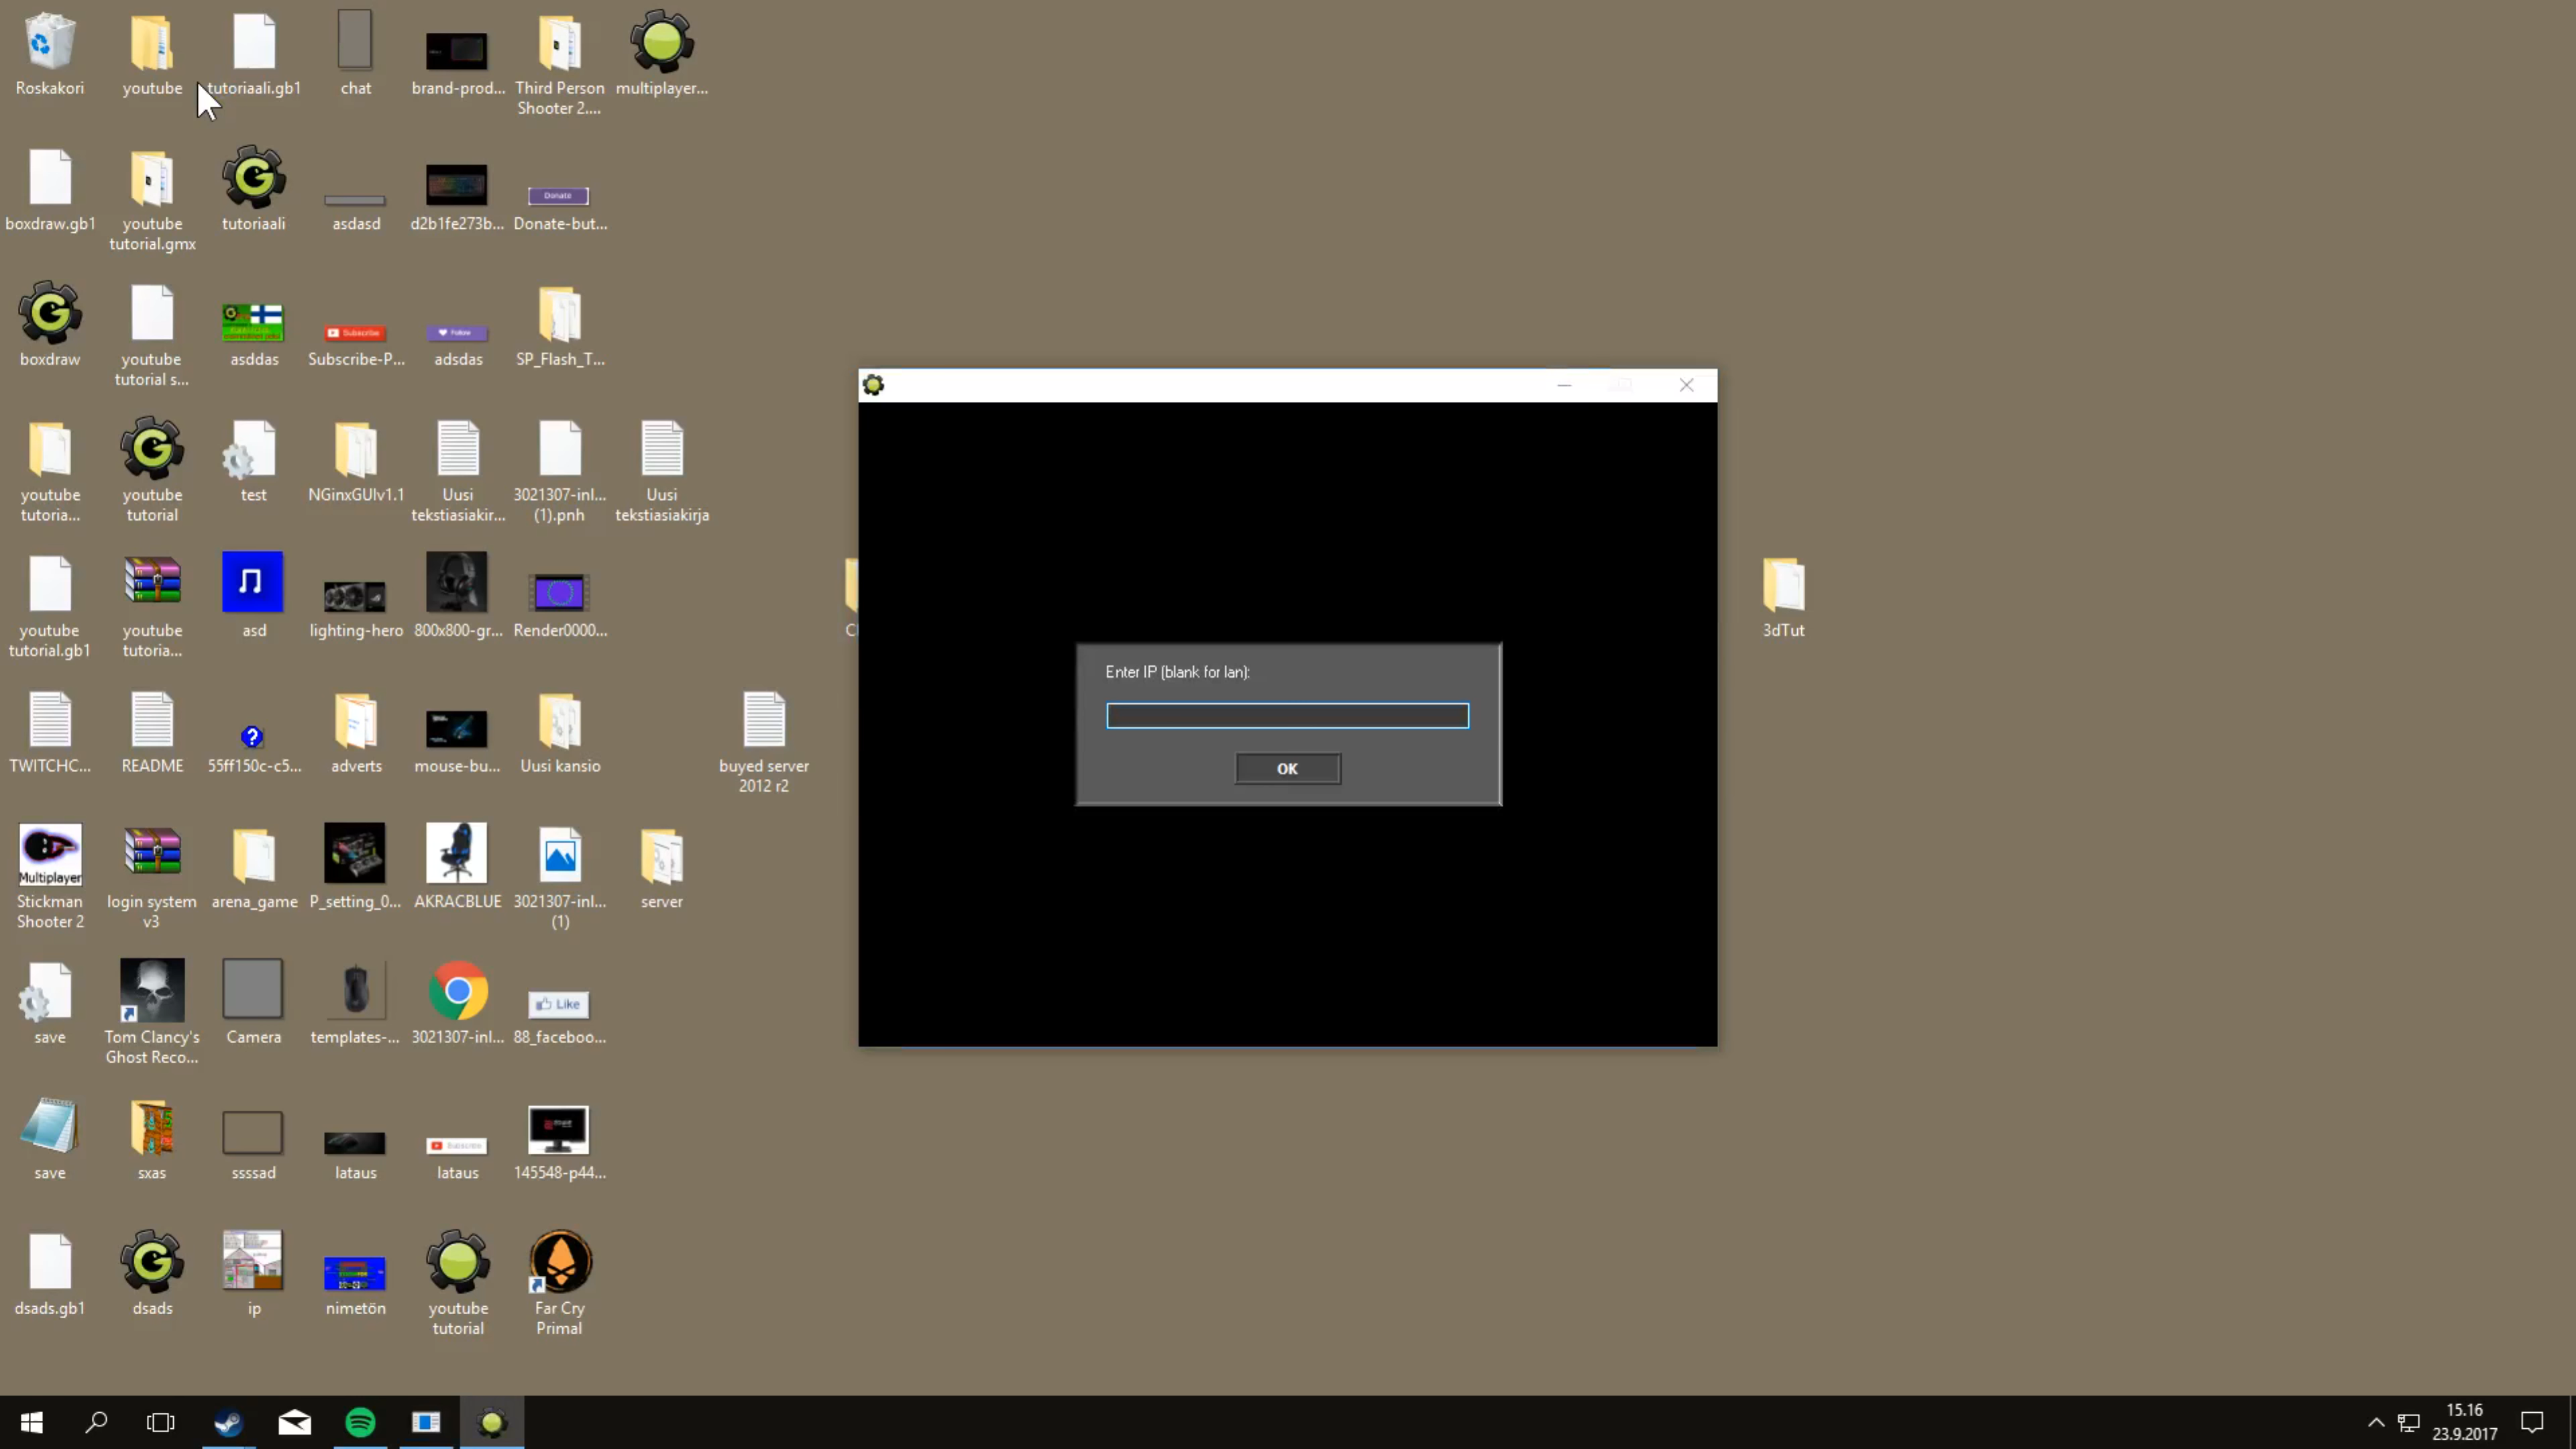 Roskakori
youtube
tutoriaali.gb1
chat
brand-prod...
Third Person
Shooter 2....
multiplayer...
boxdraw.gb1
youtube
tutorial.gmx
tutoriaali
asdasd
d2b1fe273b...
Donate
Donate-but...
boxdraw
youtube
tutorial s...
asddas
Subscribe
Subscribe-P...
Follow
adsdas
SP_Flash_T...
youtube
tutoria...
youtube
tutorial
test
NGinxGUIv1.1
Uusi
tekstiasiakir...
3021307-inl...
(1).pnh
Uusi
tekstiasiakirja
youtube
tutorial.gb1
youtube
tutoria...
asd
lighting-hero
800x800-gr...
Render0000...
3dTut
Enter IP (blank for lan):
OK
TWITCHC...
README
55ff150c-c5...
adverts
mouse-bu...
Uusi kansio
buyed server
2012 r2
Multiplayer
Stickman
Shooter 2
login system
v3
arena_game
P_setting_0...
AKRACBLUE
3021307-inl...
(1)
server
save
Tom Clancy's
Ghost Reco...
Camera
templates-...
3021307-inl...
Like
88_faceboo...
save
sxas
ssssad
lataus
lataus
145548-p44...
dsads.gb1
dsads
ip
nimetön
youtube
tutorial
Far Cry
Primal
15.16
23.9.2017